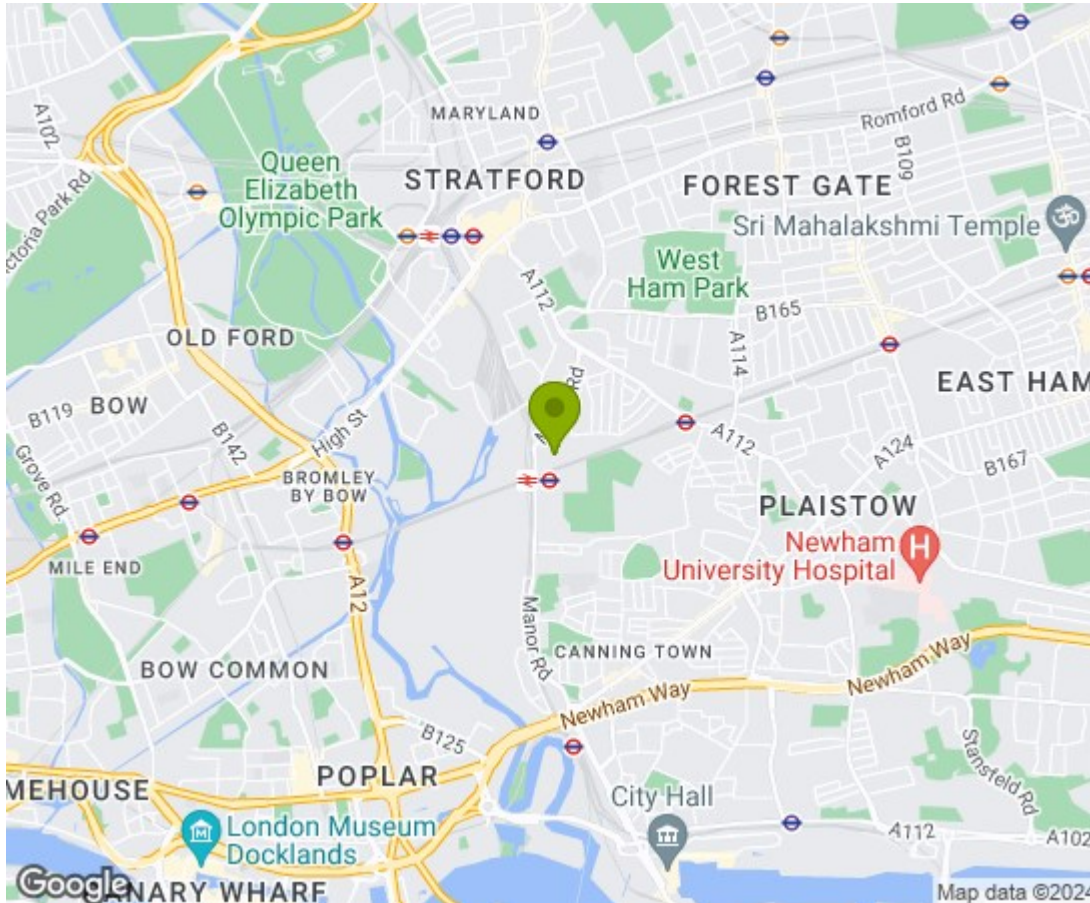 A102
MARYLAND
Romford Rd
B109
Queen
Elizabeth
Olympic Park
STRATFORD
FOREST GATE
Sri Mahalakshmi Temple
ctoria Park Rd
West
Ham Park
A112
B165
OLD FORD
A114
Rd
EAST HAM
B119
BOW
B142
High St
A112
A124
B167
Grove Rd
BROMLEY
BY BOW
PLAISTOW
Newham
University Hospital
H
MILE END
A12
Manor Rd
CANNING TOWN
BOW COMMON
Newham Way
Newham Way
B125
Stansfeld Rd
POPLAR
MEHOUSE
City Hall
London Museum
Docklands
A112
A102
Google
CANARY WHARF
Map data ©2024